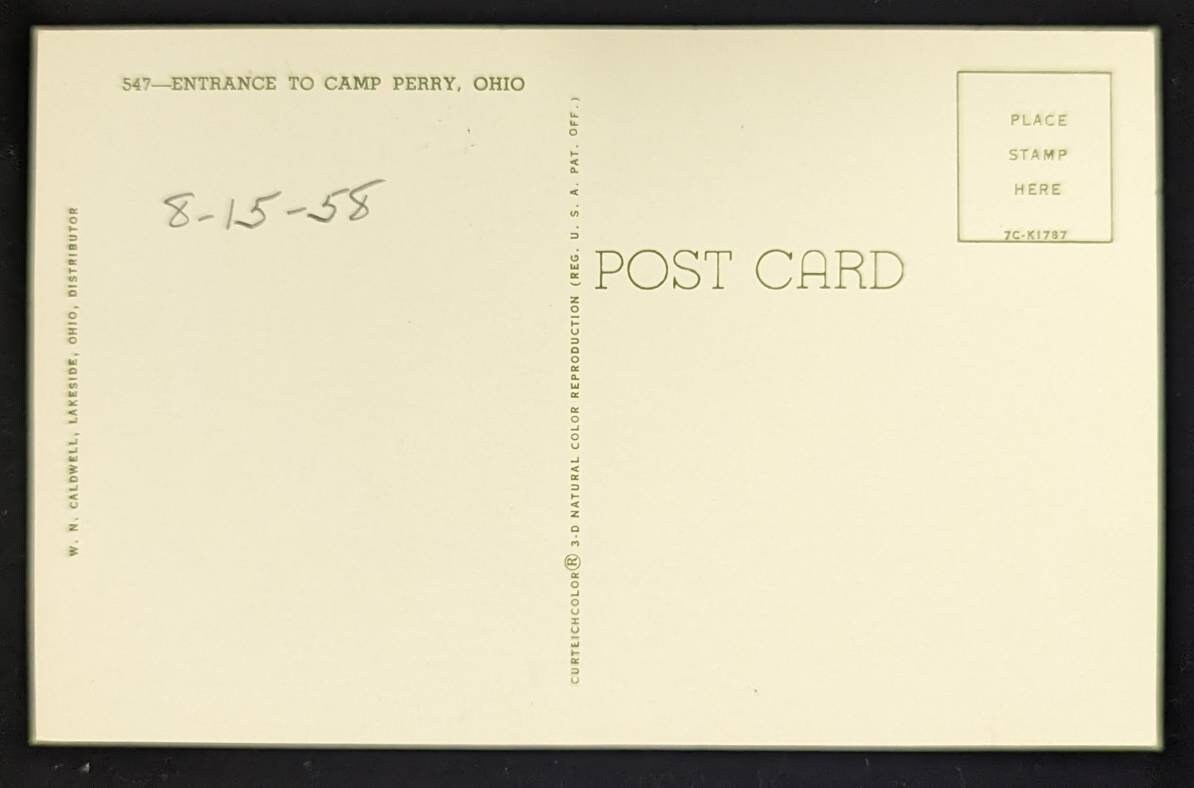 547—ENTRANCE TO CAMP PERRY, OHIO
8-15-58
W. N. CALDWELL, LAKESIDE, OHIO, DISTRIBUTOR
CURTEICHCOLOR® 3-D NATURAL COLOR REPRODUCTION (REG. U. S. A. PAT. OFF.)
POST CARD
PLACE
STAMP
HERE
7C-K1787